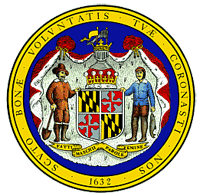 SCVTO · BONÆ · VOLVNTATIS · TVÆ · CORONASTI · NOS
FATTI MASCHII PAROLE FEMINE
· 1632 ·